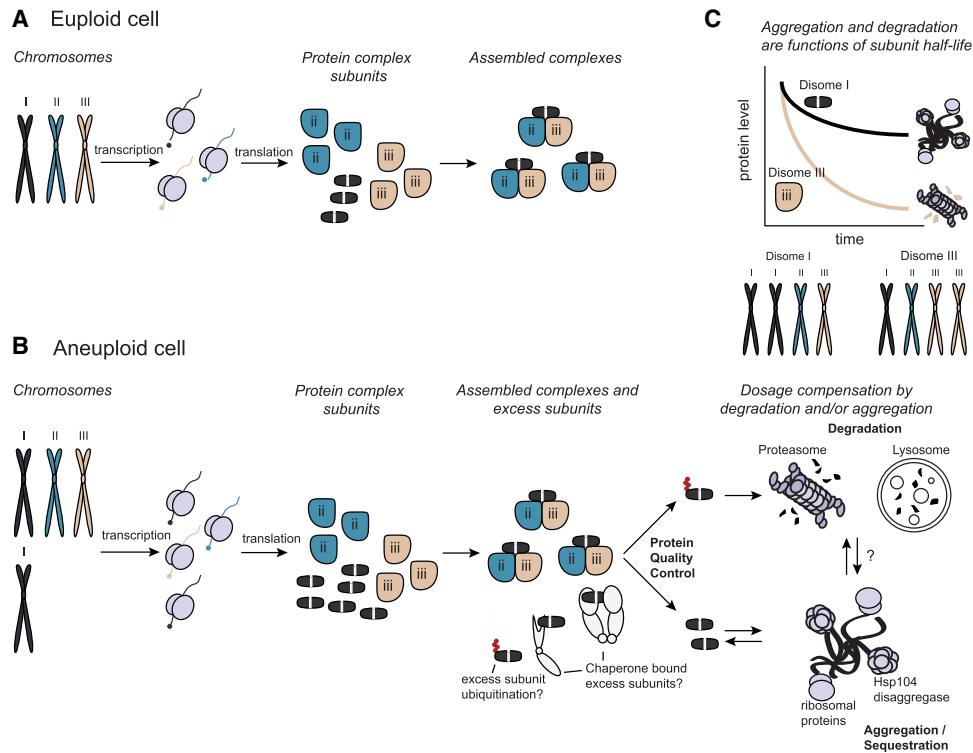 A Euploid cell
Chromosomes
I II III
transcription
translation
Protein complex
subunits
ii
ii
ii
iii
iii
iii
Assembled complexes
ii iii
ii iii
ii iii
C
Aggregation and degradation
are functions of subunit half-life
protein level
Disome I
Disome III
iii
time
Disome I
I I II III
Disome III
I II III III
B Aneuploid cell
Chromosomes
I II III
I
transcription
translation
Protein complex
subunits
ii
ii
ii
iii
iii
iii
Assembled complexes and
excess subunits
ii iii
ii iii
ii iii
excess subunit
ubiquitination?
Chaperone bound
excess subunits?
Protein
Quality
Control
Dosage compensation by
degradation and/or aggregation
Degradation
Proteasome
Lysosome
?
Hsp104
disaggregase
ribosomal
proteins
Aggregation /
Sequestration